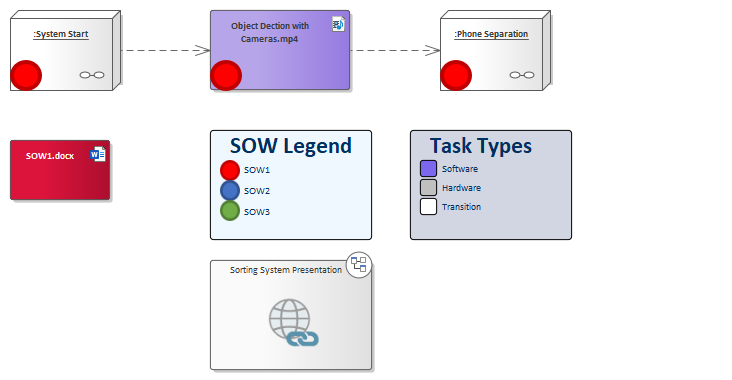 :System Start
Object Dection with
Cameras.mp4
:Phone Separation
SOW1.docx
W
SOW Legend
SOW1
SOW2
SOW3
Task Types
Software
Hardware
Transition
Sorting System Presentation